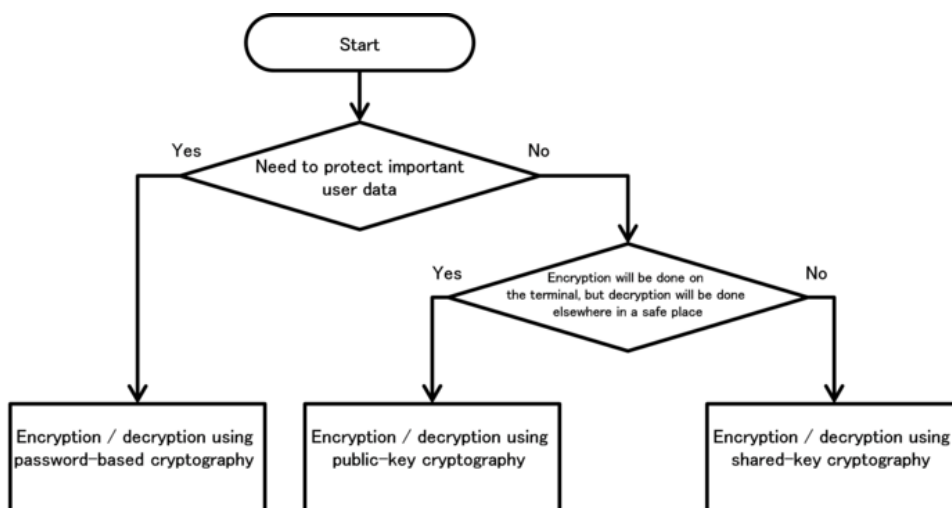 Start
Yes
No
Need to protect important
user data
Yes
No
Encryption will be done on
the terminal, but decryption will be done
elsewhere in a safe place
Encryption / decryption using
password-based cryptography
Encryption / decryption using
public-key cryptography
Encryption / decryption using
shared-key cryptography